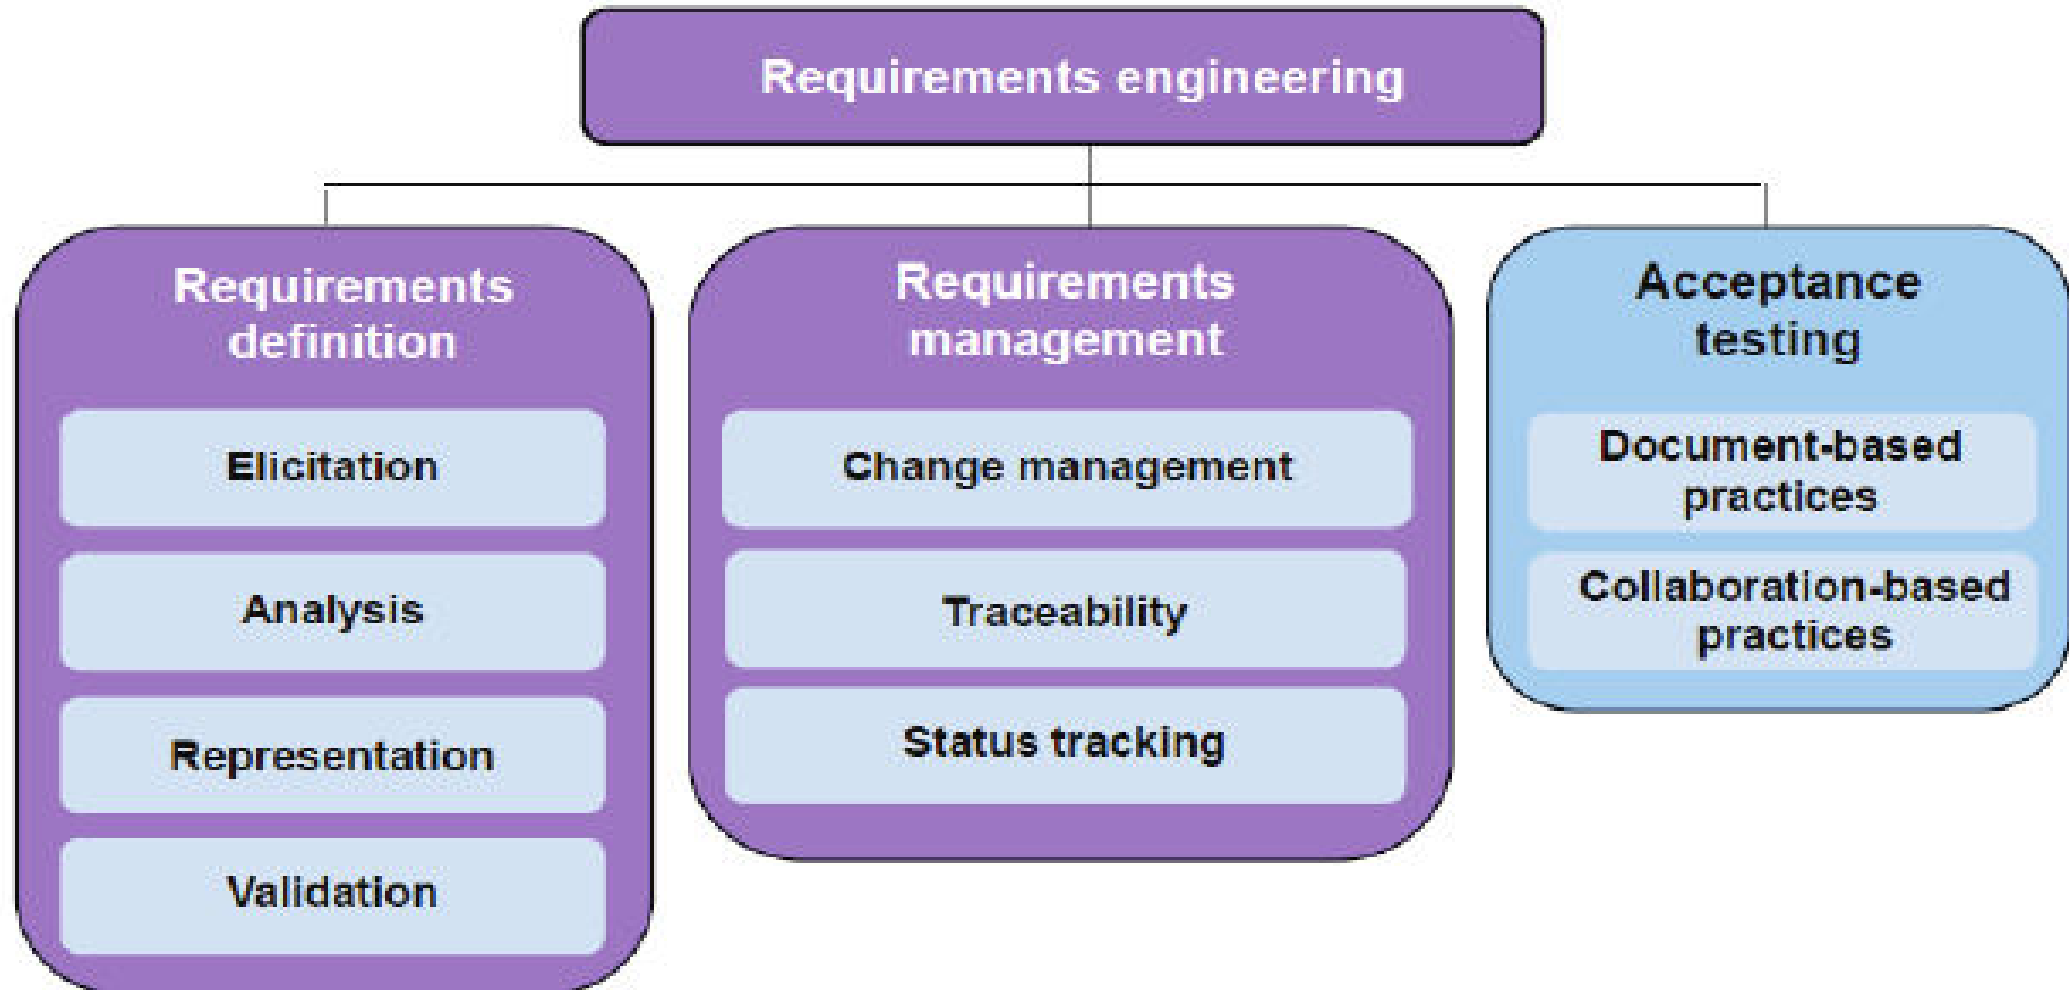 Requirements engineering
Requirements
definition
Elicitation
Analysis
Representation
Validation
Requirements
management
Change management
Traceability
Status tracking
Acceptance
testing
Document-based
practices
Collaboration-based
practices